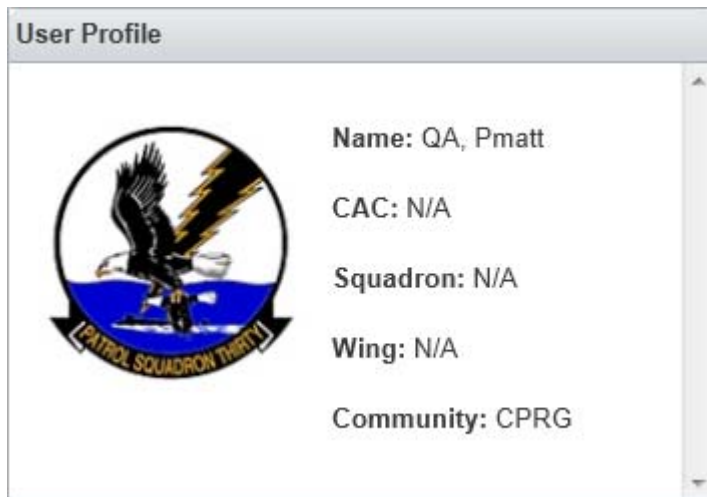 User Profile
PATROL SQUADRON THIRTY
Name: QA, Pmatt
CAC: N/A
Squadron: N/A
Wing: N/A
Community: CPRG